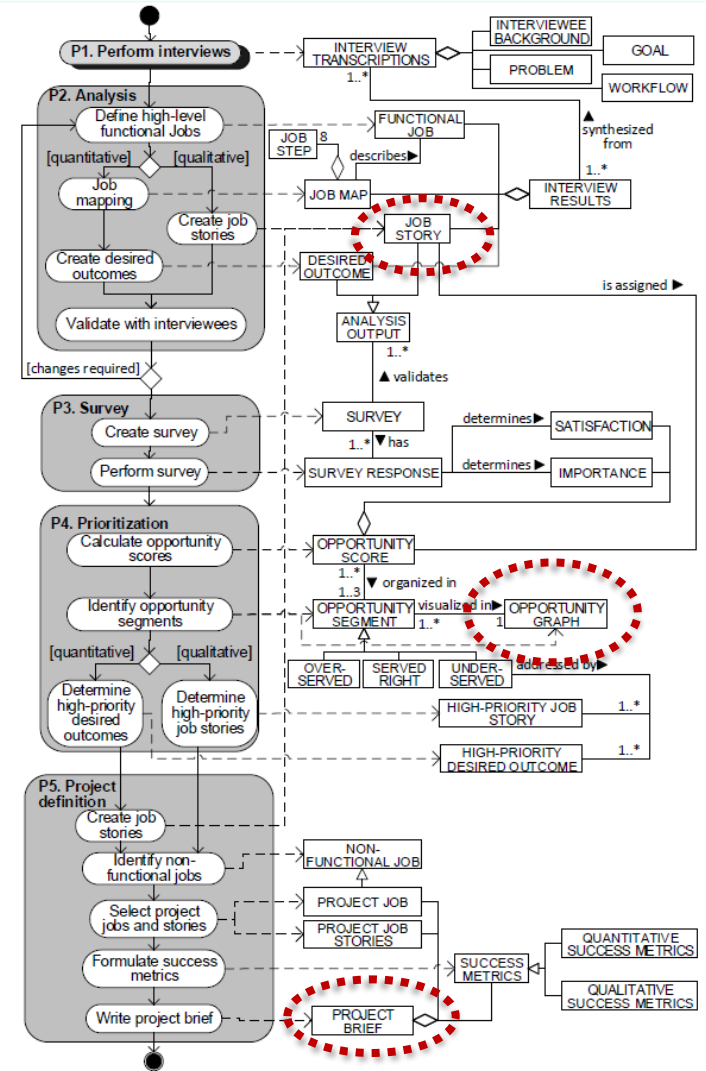 P1. Perform interviews
INTERVIEW
TRANSCRIPTIONS
1..*
INTERVIEWEE
BACKGROUND
GOAL
PROBLEM
WORKFLOW
P2. Analysis
Define high-level
functional Jobs
FUNCTIONAL
JOB
▲
synthesized
from
[quantitative]
[qualitative]
JOB
STEP
8
describes▶
1..*
Job
mapping
JOB MAP
INTERVIEW
RESULTS
Create job
stories
JOB
STORY
Create desired
outcomes
DESIRED
OUTCOME
is assigned ▶
Validate with interviewees
ANALYSIS
OUTPUT
1..*
[changes required]
▲ validates
P3. Survey
Create survey
SURVEY
determines▶
SATISFACTION
1..*
▼has
Perform survey
SURVEY RESPONSE
determines▶
IMPORTANCE
P4. Prioritization
Calculate opportunity
scores
OPPORTUNITY
SCORE
1..*
▼ organized in
1..3
Identify opportunity
segments
OPPORTUNITY
SEGMENT
visualized in▶
1..*
1
OPPORTUNITY
GRAPH
[quantitative]
[qualitative]
OVER-
SERVED
SERVED
RIGHT
UNDER-
SERVED
addressed by▶
Determine
high-priority
desired
outcomes
Determine
high-priority
job stories
HIGH-PRIORITY JOB
STORY
1..*
HIGH-PRIORITY
DESIRED OUTCOME
1..*
P5. Project
definition
Create job
stories
Identify non-
functional jobs
NON-
FUNCTIONAL JOB
Select project
jobs and stories
PROJECT JOB
PROJECT JOB
STORIES
Formulate success
metrics
SUCCESS
METRICS
QUANTITATIVE
SUCCESS METRICS
QUALITATIVE
SUCCESS METRICS
Write project brief
PROJECT
BRIEF